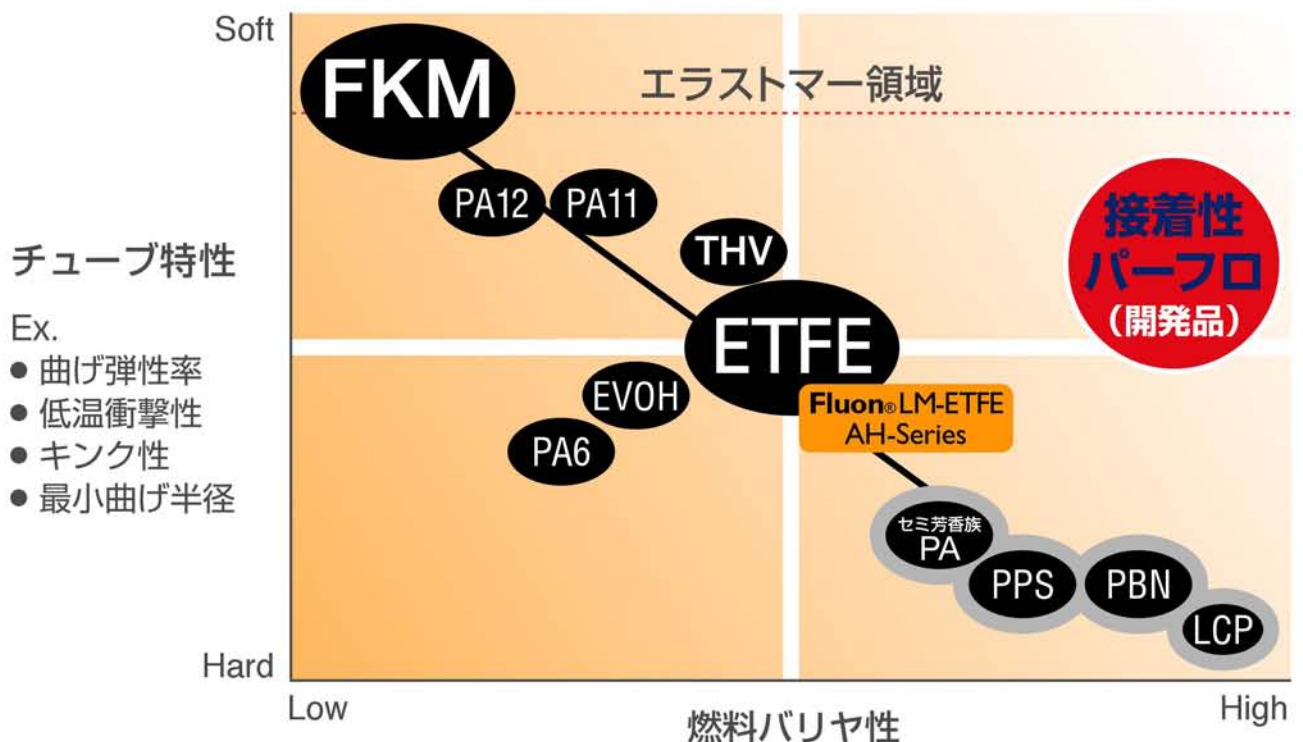 Soft
FKM
エラストマー領域
PA12
PA11
THV
接着性
パーフロ
(開発品)
チューブ特性
Ex.
● 曲げ弾性率
● 低温衝撃性
● キンク性
● 最小曲げ半径
ETFE
EVOH
Fluon®LM-ETFE
AH-Series
PA6
セミ芳香族
PA
PPS
PBN
LCP
Hard
Low
燃料バリヤ性
High